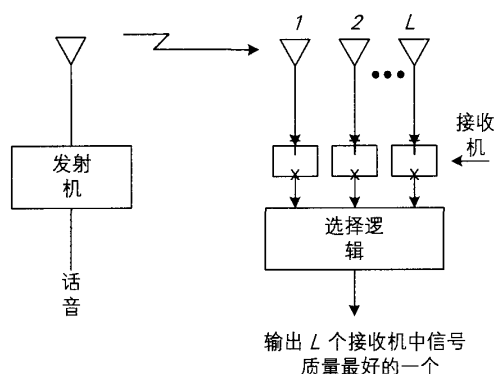 1 2 L
接收
机
发射
机
选择逻
辑
话
音
输出 L 个接收机中信号
质量最好的一个